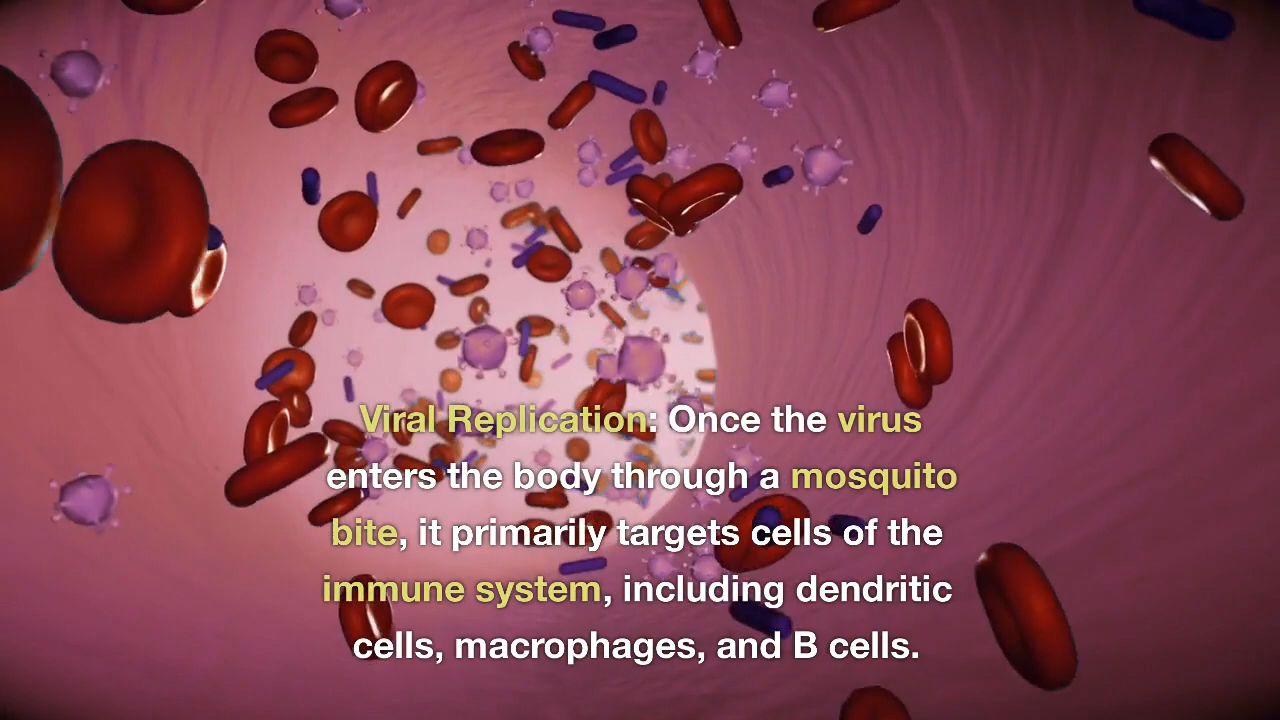 Viral Replication: Once the virus
enters the body through a mosquito
bite, it primarily targets cells of the
immune system, including dendritic
cells, macrophages, and B cells.